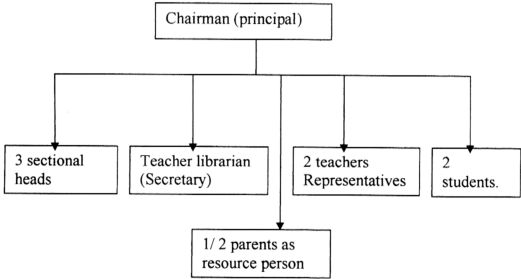 Chairman (principal)
3 sectional
heads
Teacher librarian
(Secretary)
2 teachers
Representatives
2
students.
1/ 2 parents as
resource person